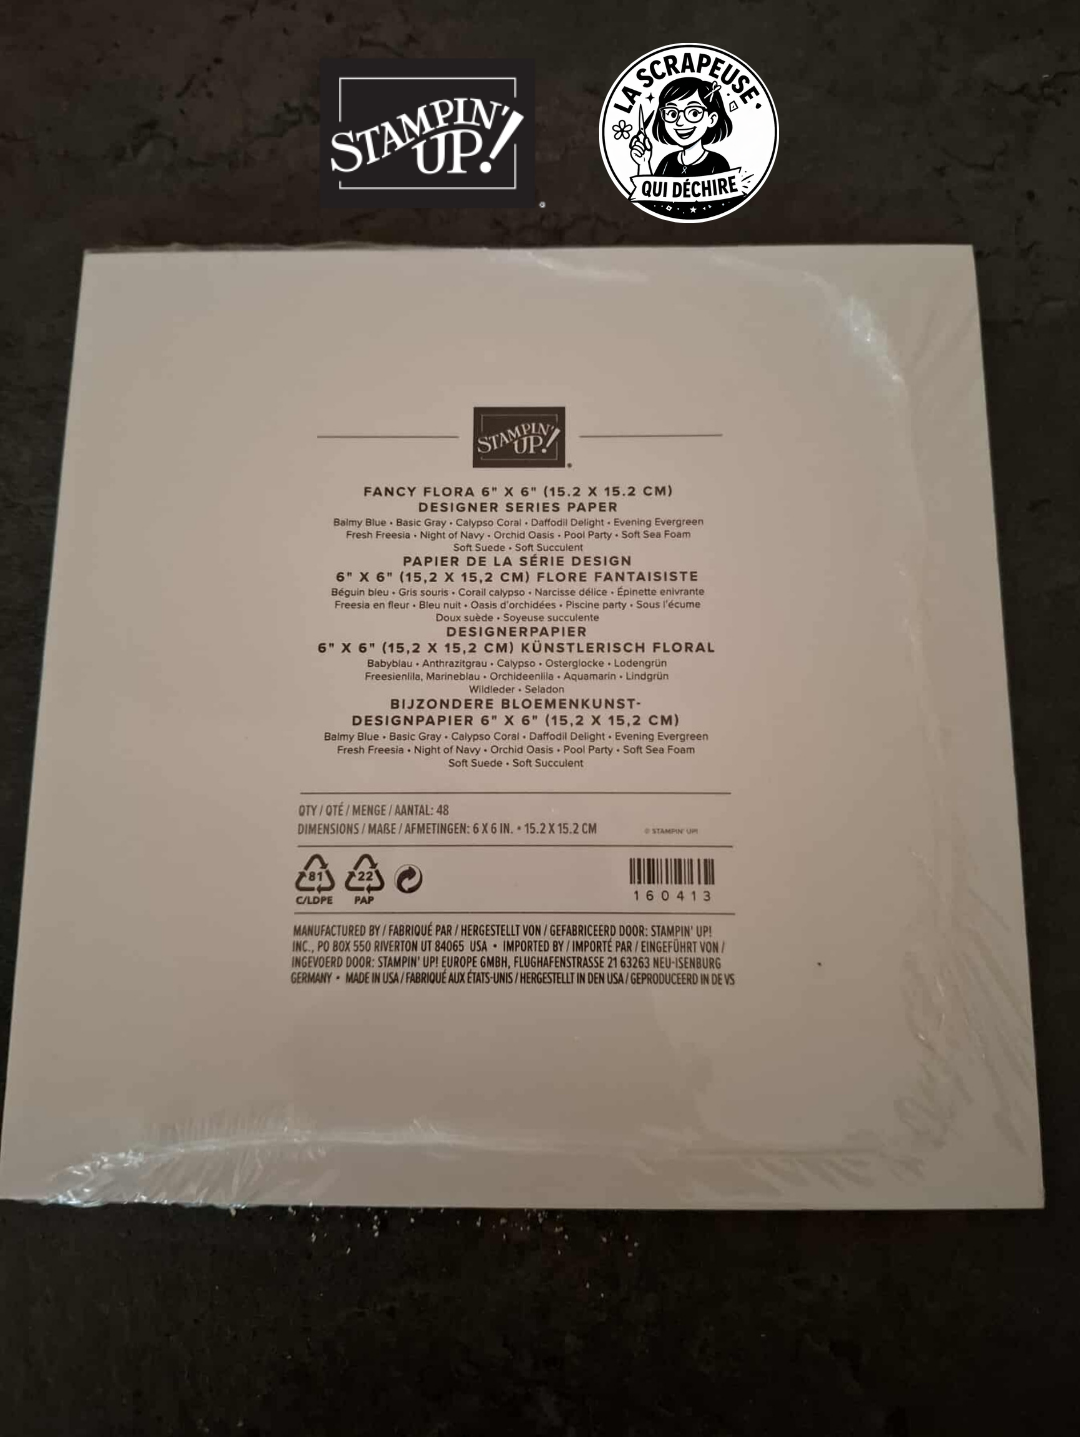 STAMPIN' UP!
LA SCRAPEUSE
QUI DÉCHIRE
STAMPIN' UP!
FANCY FLORA 6" X 6" (15.2 X 15.2 CM)
DESIGNER SERIES PAPER
Balmy Blue • Basic Gray • Calypso Coral • Daffodil Delight • Evening Evergreen
Fresh Freesia • Night of Navy • Orchid Oasis • Pool Party • Soft Sea Foam
Soft Suede • Soft Succulent
PAPIER DE LA SÉRIE DESIGN
6" X 6" (15,2 X 15,2 CM) FLORE FANTAISISTE
Béguin bleu • Gris souris • Corail calypso • Narcisse délice • Épinette enivrante
Freesia en fleur • Bleu nuit • Oasis d'orchidées • Piscine party • Sous l'écume
Doux suède • Soyeuse succulente
DESIGNERPAPIER
6" X 6" (15,2 X 15,2 CM) KÜNSTLERISCH FLORAL
Babyblau • Anthrazitgrau • Calypso • Osterglocke • Lodengrün
Freesienlila, Marineblau • Orchideenlila • Aquamarin • Lindgrün
Wildleder • Seladon
BIJZONDERE BLOEMENKUNST-
DESIGNPAPIER 6" X 6" (15,2 X 15,2 CM)
Balmy Blue • Basic Gray • Calypso Coral • Daffodil Delight • Evening Evergreen
Fresh Freesia • Night of Navy • Orchid Oasis • Pool Party • Soft Sea Foam
Soft Suede • Soft Succulent
QTY / QTÉ / MENGE / AANTAL: 48
DIMENSIONS / MAßE / AFMETINGEN: 6 X 6 IN. • 15.2 X 15.2 CM
© STAMPIN' UP!
81 22
C/LDPE PAP
160413
MANUFACTURED BY / FABRIQUÉ PAR / HERGESTELLT VON / GEFABRICEERD DOOR: STAMPIN' UP!
INC., PO BOX 550 RIVERTON UT 84065 USA • IMPORTED BY / IMPORTÉ PAR / EINGEFÜHRT VON /
INGEVOERD DOOR: STAMPIN' UP! EUROPE GMBH, FLUGHAFENSTRASSE 21 63263 NEU-ISENBURG
GERMANY • MADE IN USA / FABRIQUÉ AUX ÉTATS-UNIS / HERGESTELLT IN DEN USA / GEPRODUCEERD IN DE VS